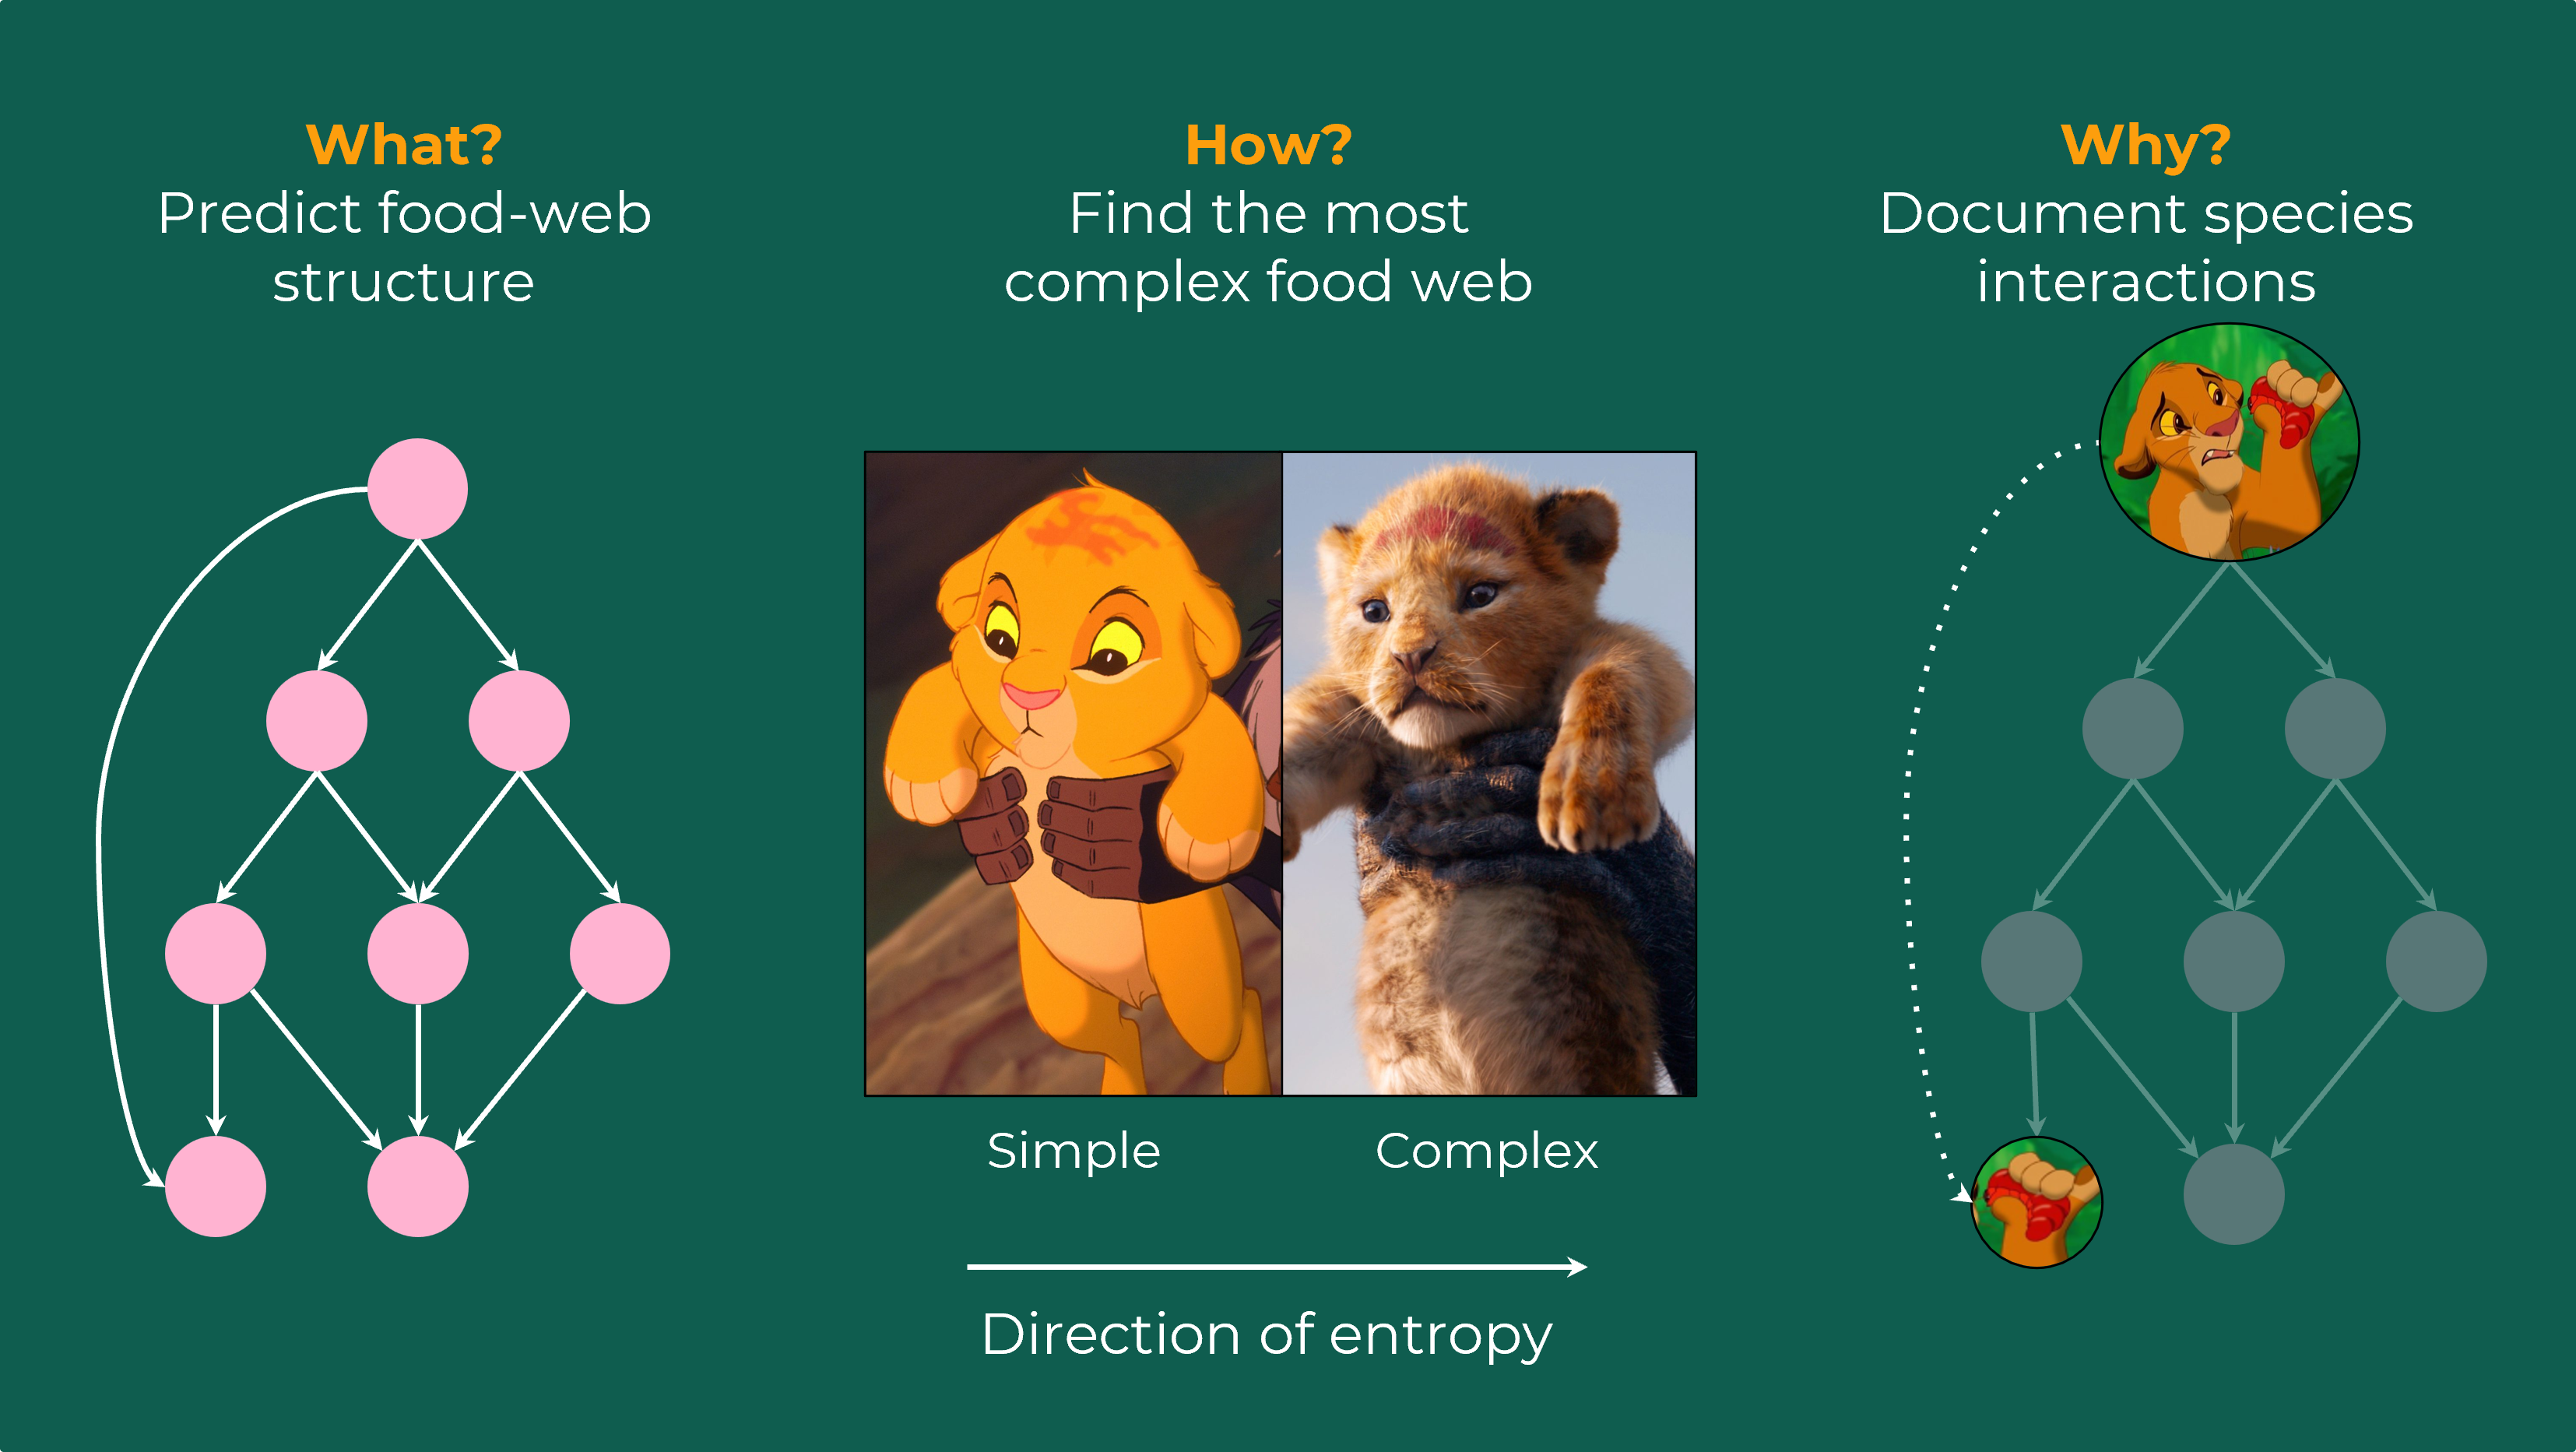 What?
Predict food-web
structure
How?
Find the most
complex food web
Why?
Document species
interactions
Simple
Complex
Direction of entropy